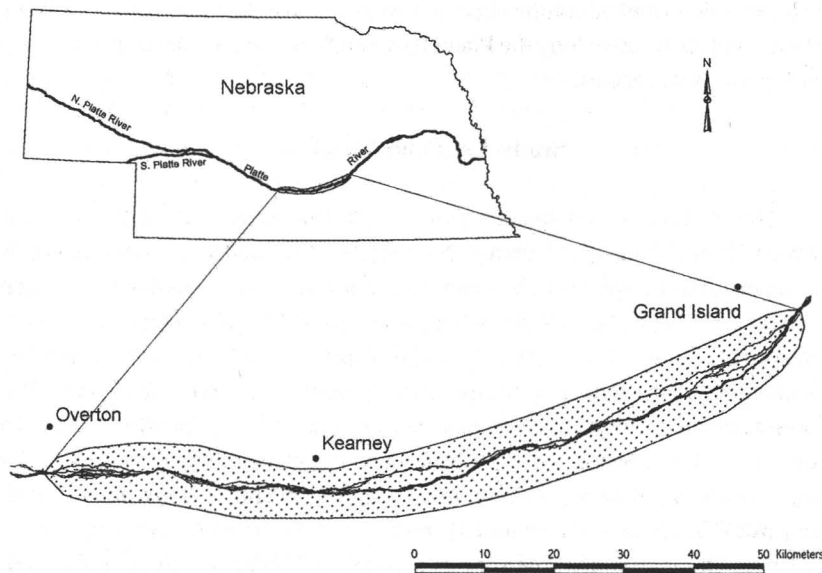 N
Nebraska
N. Platte River
S. Platte River
Platte
River
Grand Island
Overton
Kearney
0 10 20 30 40 50 Kilometers